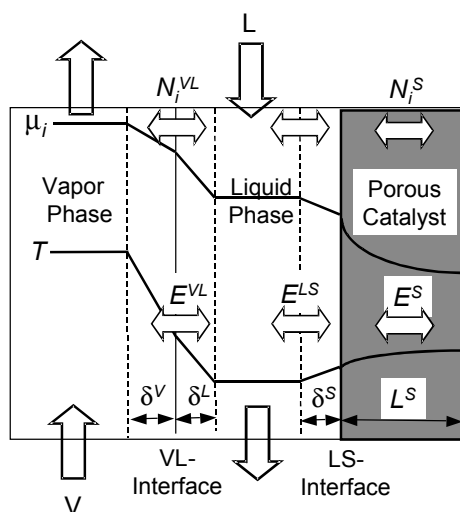 L
N_i^{VL}
N_i^S
μ_i
Vapor
Phase
Liquid
Phase
Porous
Catalyst
T
E^{VL}
E^{LS}
E^S
δ^V
δ^L
δ^S
L^S
VL-
Interface
LS-
Interface
V